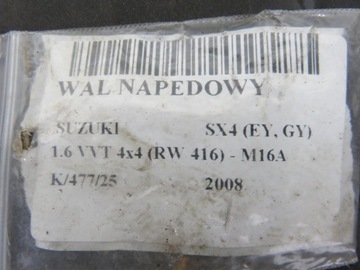 WAL NAPEDOWY
SUZUKI SX4 (EY, GY)
1.6 VVT 4x4 (RW 416) - M16A
K/477/25 2008